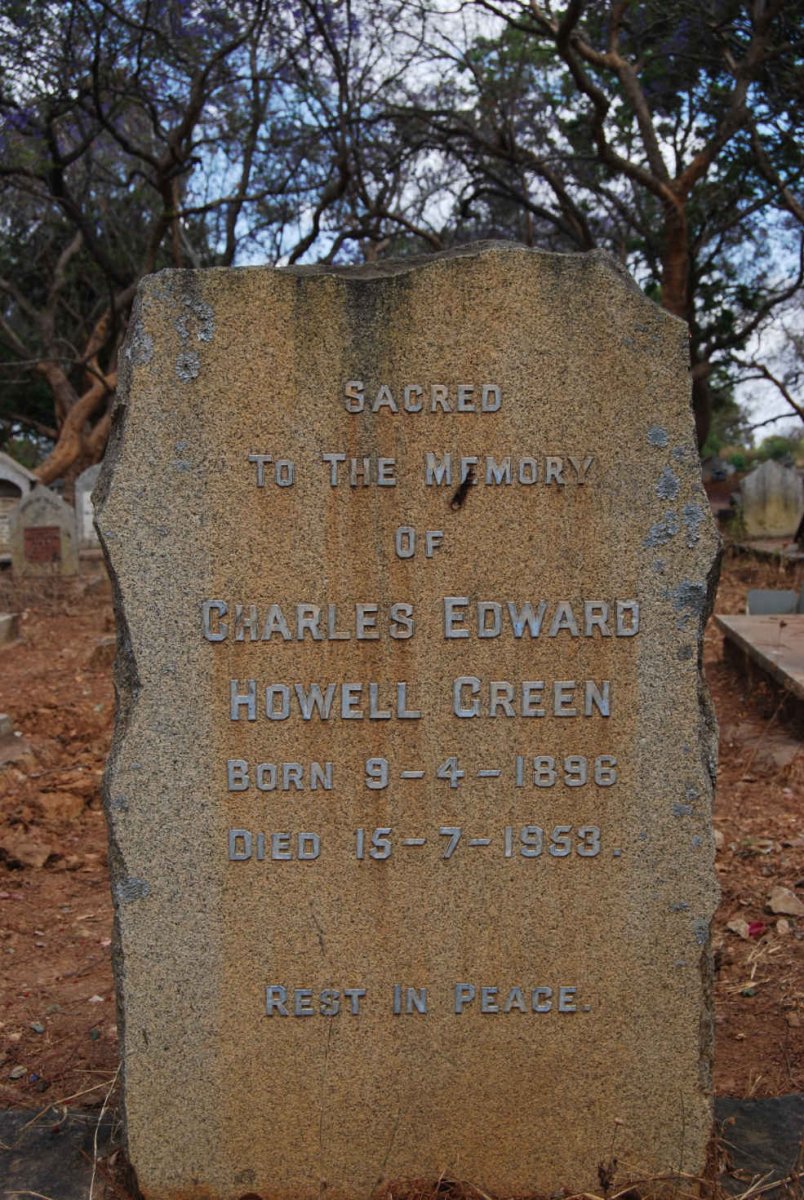 Sacred
To The Memory
Of
Charles Edward
Howell Green
Born 9-4-1896
Died 15-7-1953.
Rest In Peace.